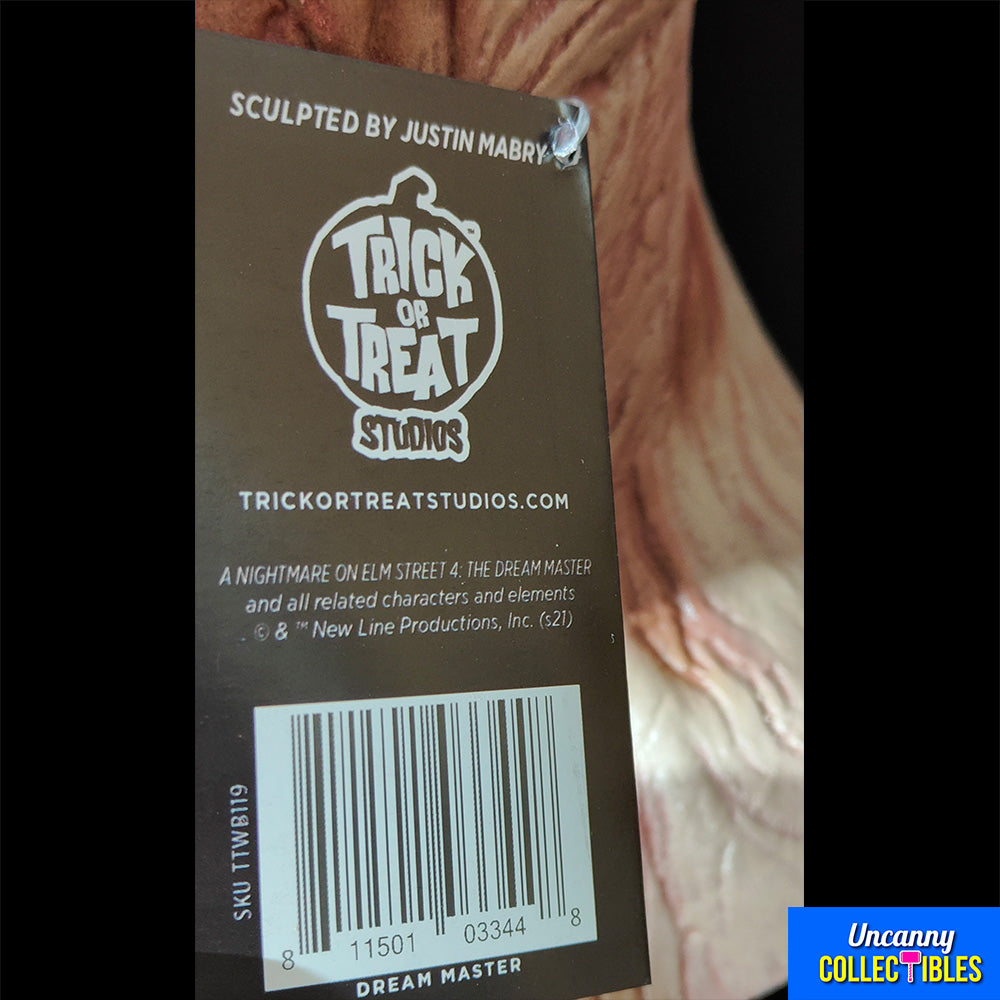 SCULPTED BY JUSTIN MABRY
TRICK
OR
TREAT
STUDIOS
™
TRICKORTREATSTUDIOS.COM
A NIGHTMARE ON ELM STREET 4: THE DREAM MASTER
and all related characters and elements
© & ™ New Line Productions, Inc. (s21)
SKU TTWB119
8 11501 03344 8
DREAM MASTER
Uncanny
COLLECTIBLES